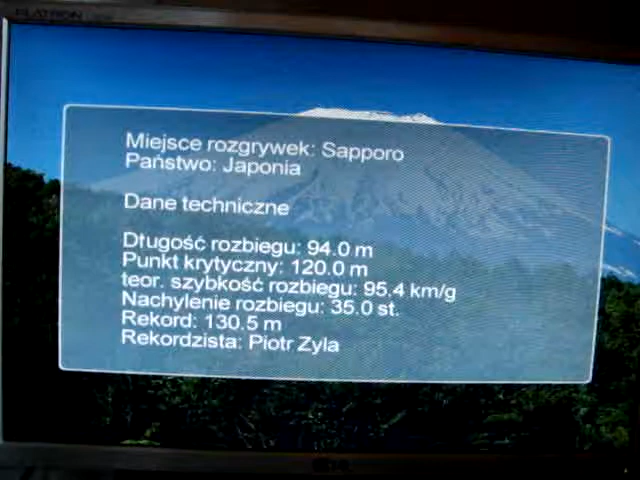 FLATRON
Miejsce rozgrywek: Sapporo
Państwo: Japonia
Dane techniczne
Długość rozbiegu: 94.0 m
Punkt krytyczny: 120.0 m
teor. szybkość rozbiegu: 95.4 km/g
Nachylenie rozbiegu: 35.0 st.
Rekord: 130.5 m
Rekordzista: Piotr Zyla